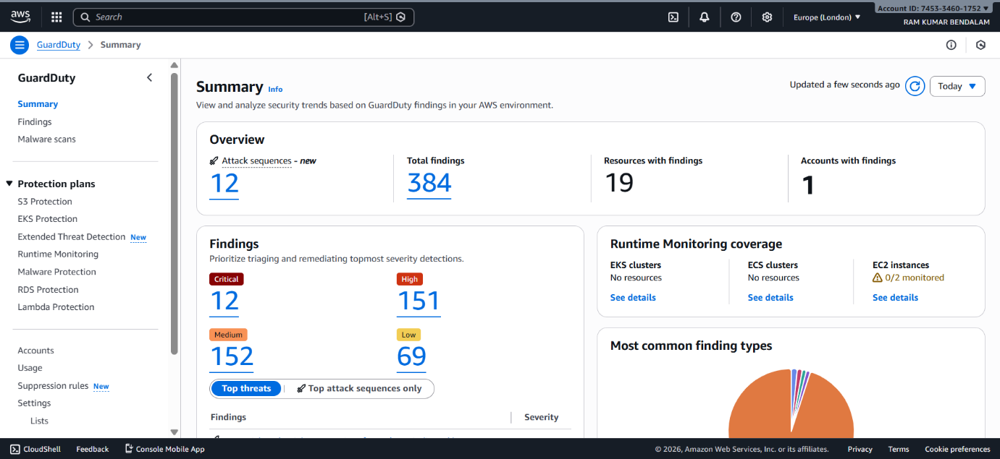 aws
Search [Alt+S]
Europe (London)
Account ID: 7453-3460-1752
RAM KUMAR BENDALAM
GuardDuty > Summary
GuardDuty
Summary
Findings
Malware scans
Protection plans
S3 Protection
EKS Protection
Extended Threat Detection New
Runtime Monitoring
Malware Protection
RDS Protection
Lambda Protection
Accounts
Usage
Suppression rules New
Settings
Lists
Summary Info
View and analyze security trends based on GuardDuty findings in your AWS environment.
Updated a few seconds ago
Today
Overview
Attack sequences - new
12
Total findings
384
Resources with findings
19
Accounts with findings
1
Findings
Prioritize triaging and remediating topmost severity detections.
Critical
12
High
151
Medium
152
Low
69
Top threats
Top attack sequences only
Findings Severity
Runtime Monitoring coverage
EKS clusters
No resources
See details
ECS clusters
No resources
See details
EC2 instances
0/2 monitored
See details
Most common finding types
CloudShell Feedback Console Mobile App
© 2026, Amazon Web Services, Inc. or its affiliates. Privacy Terms Cookie preferences